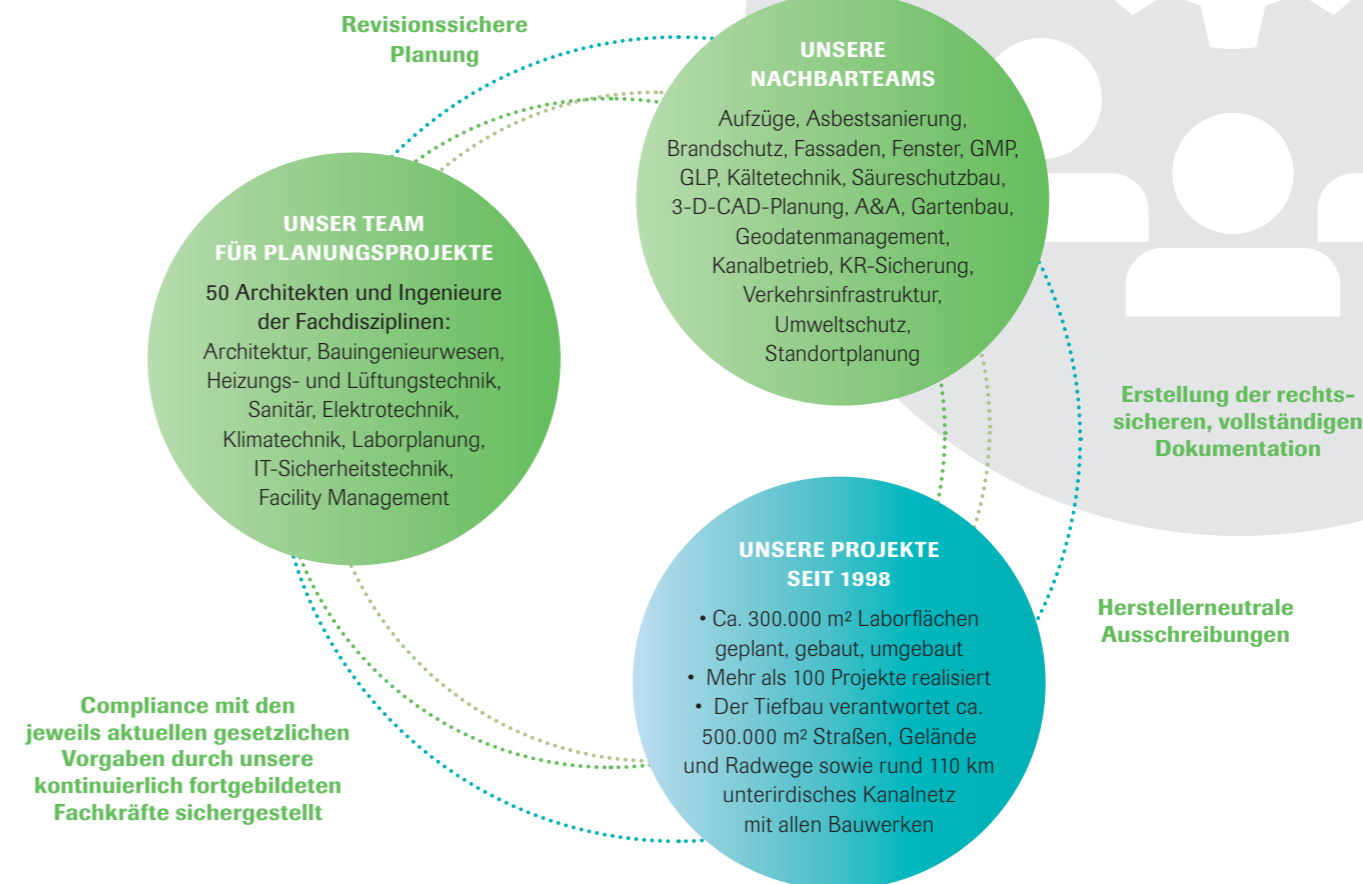 Revisionssichere
Planung
UNSERE
NACHBARTEAMS
Aufzüge, Asbestsanierung,
Brandschutz, Fassaden, Fenster, GMP,
GLP, Kältetechnik, Säureschutzbau,
3-D-CAD-Planung, A&A, Gartenbau,
Geodatenmanagement,
Kanalbetrieb, KR-Sicherung,
Verkehrsinfrastruktur,
Umweltschutz,
Standortplanung
UNSER TEAM
FÜR PLANUNGSPROJEKTE
50 Architekten und Ingenieure
der Fachdisziplinen:
Architektur, Bauingenieurwesen,
Heizungs- und Lüftungstechnik,
Sanitär, Elektrotechnik,
Klimatechnik, Laborplanung,
IT-Sicherheitstechnik,
Facility Management
Erstellung der rechts-
sicheren, vollständigen
Dokumentation
UNSERE PROJEKTE
SEIT 1998
• Ca. 300.000 m² Laborflächen
geplant, gebaut, umgebaut
• Mehr als 100 Projekte realisiert
• Der Tiefbau verantwortet ca.
500.000 m² Straßen, Gelände
und Radwege sowie rund 110 km
unterirdisches Kanalnetz
mit allen Bauwerken
Herstellerneutrale
Ausschreibungen
Compliance mit den
jeweils aktuellen gesetzlichen
Vorgaben durch unsere
kontinuierlich fortgebildeten
Fachkräfte sichergestellt